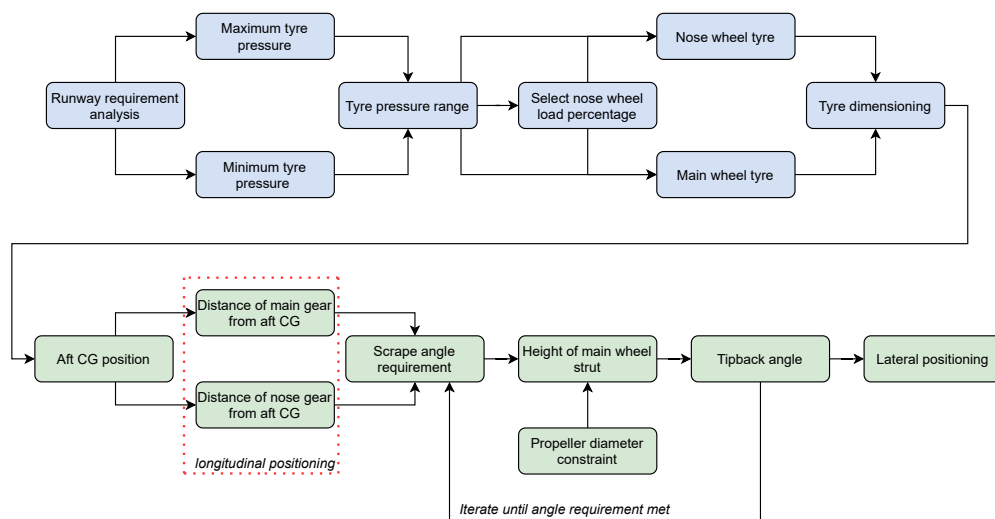 Maximum tyre
pressure
Nose wheel tyre
Runway requirement
analysis
Tyre pressure range
Select nose wheel
load percentage
Tyre dimensioning
Minimum tyre
pressure
Main wheel tyre
Distance of main gear
from aft CG
Aft CG position
Scrape angle
requirement
Height of main wheel
strut
Tipback angle
Lateral positioning
Distance of nose gear
from aft CG
Propeller diameter
constraint
longitudinal positioning
Iterate until angle requirement met